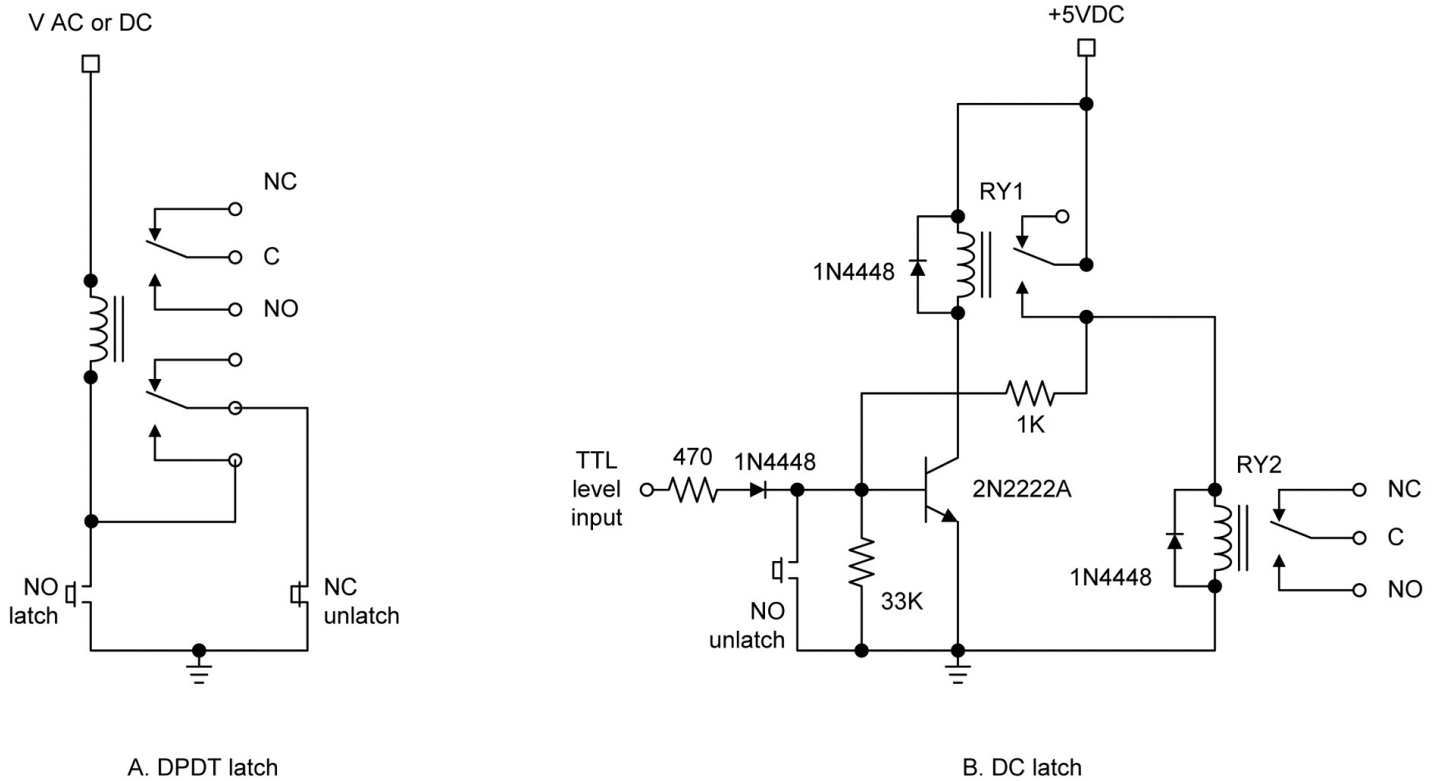 V AC or DC
NC
C
NO
NO
latch
NC
unlatch
A. DPDT latch
+5VDC
RY1
1N4448
1K
TTL
level
input
470
1N4448
2N2222A
NO
unlatch
33K
RY2
1N4448
NC
C
NO
B. DC latch